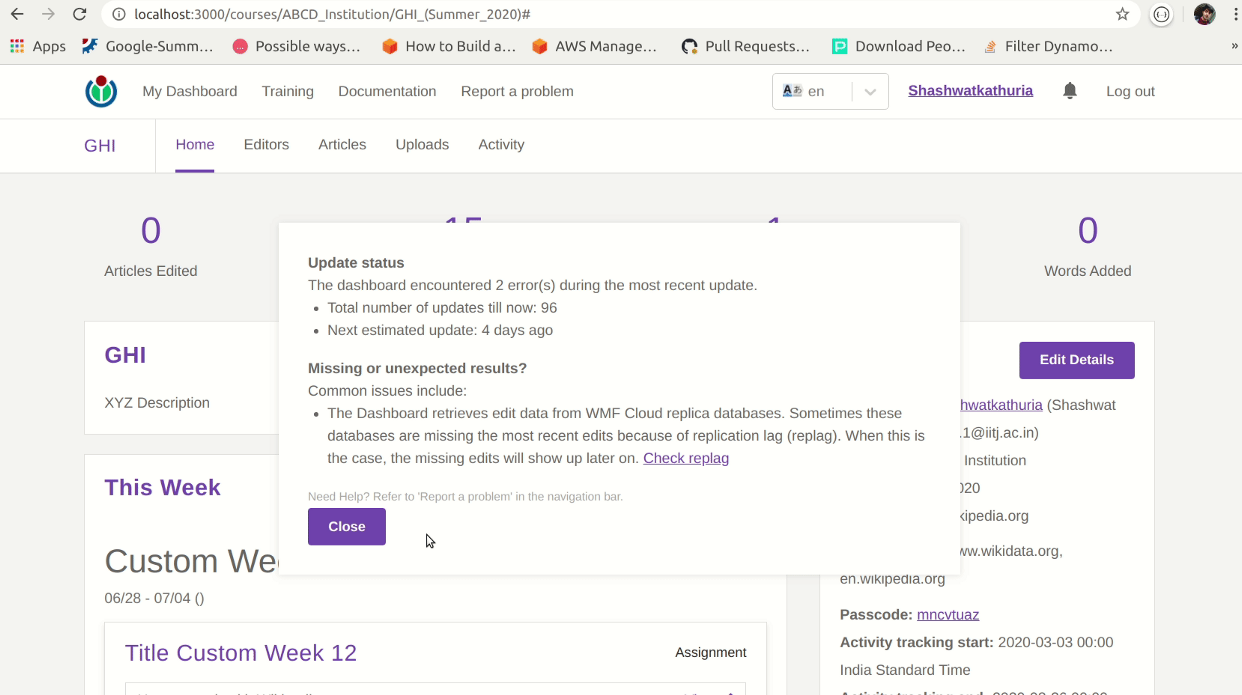 localhost:3000/courses/ABCD_Institution/GHI_(Summer_2020)#
Apps Google-Summ… Possible ways… How to Build a… AWS Manage… Pull Requests… Download Peo… Filter Dynamo… »
My Dashboard Training Documentation Report a problem en Shashwatkathuria Log out
GHI Home Editors Articles Uploads Activity
0 15 1 0
Articles Edited Words Added
Update status
The dashboard encountered 2 error(s) during the most recent update.
• Total number of updates till now: 96
• Next estimated update: 4 days ago
Missing or unexpected results?
Common issues include:
• The Dashboard retrieves edit data from WMF Cloud replica databases. Sometimes these
databases are missing the most recent edits because of replication lag (replag). When this is
the case, the missing edits will show up later on. Check replag
Need Help? Refer to 'Report a problem' in the navigation bar.
Close
GHI
XYZ Description
Edit Details
hwatkathuria (Shashwat
.1@iitj.ac.in)
Institution
020
kipedia.org
ww.wikidata.org,
en.wikipedia.org
Passcode: mncvtuaz
Activity tracking start: 2020-03-03 00:00
India Standard Time
This Week
Custom We
06/28 - 07/04 ()
Title Custom Week 12 Assignment